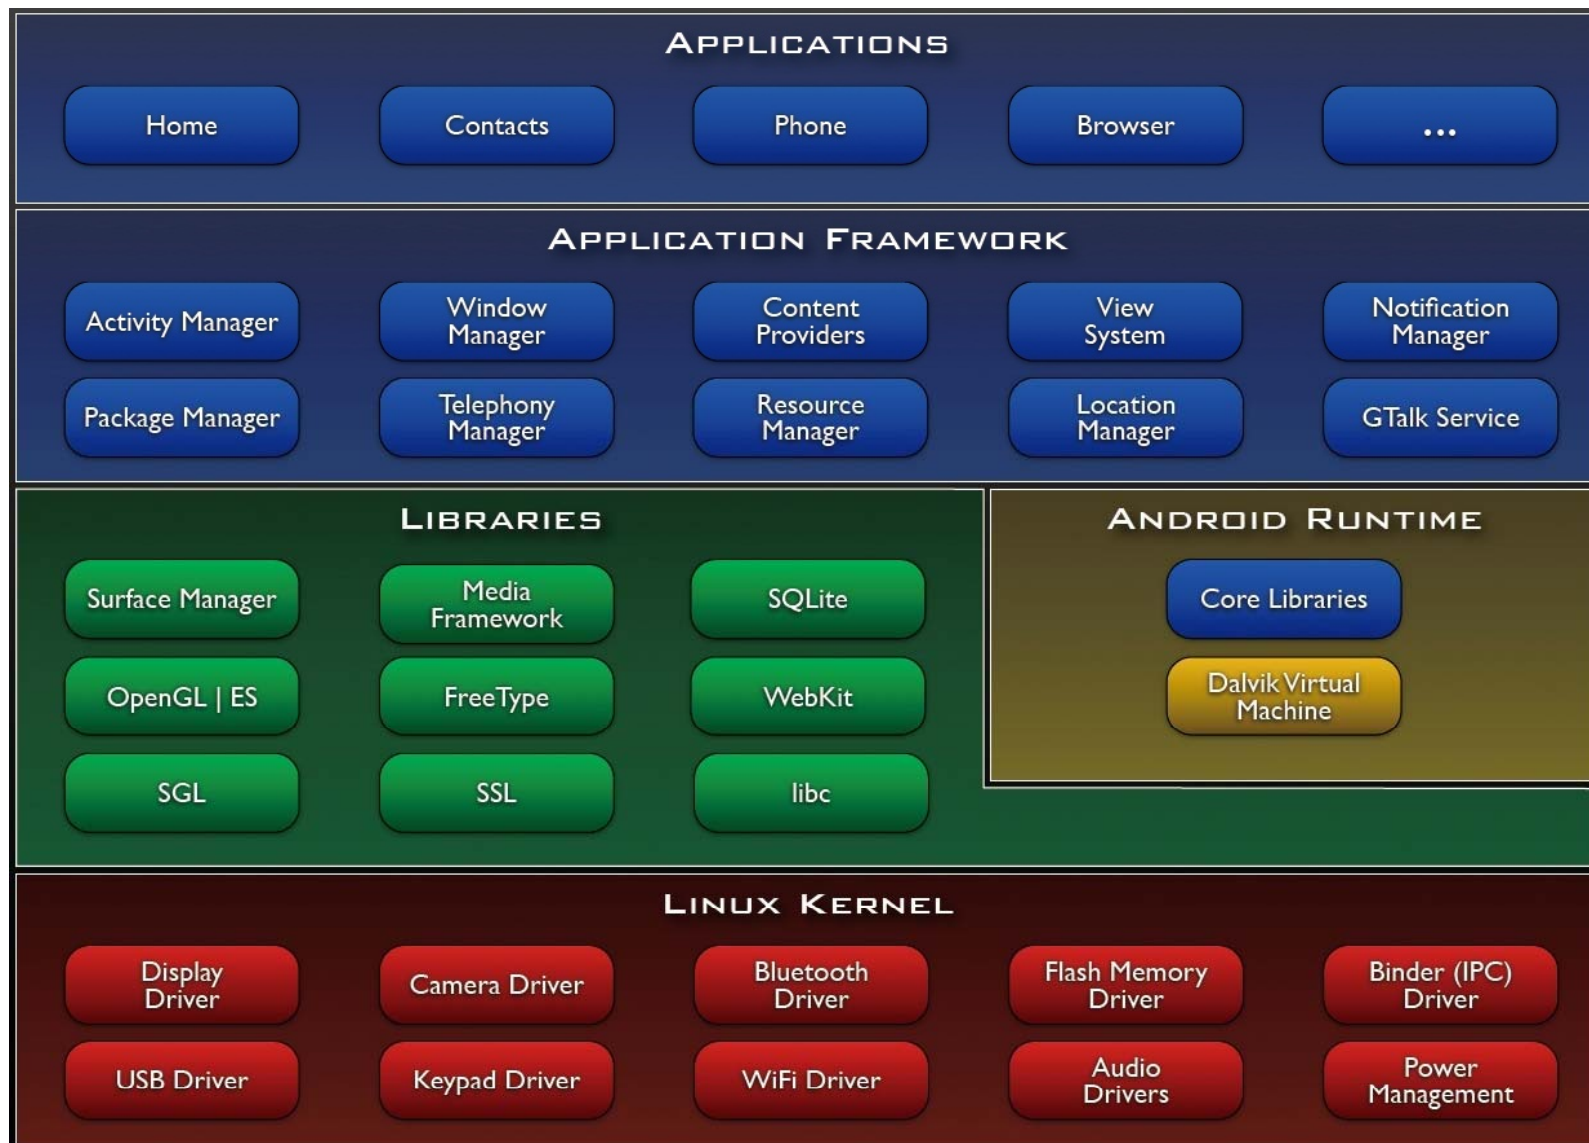 APPLICATIONS
Home
Contacts
Phone
Browser
...
APPLICATION FRAMEWORK
Activity Manager
Window
Manager
Content
Providers
View
System
Notification
Manager
Package Manager
Telephony
Manager
Resource
Manager
Location
Manager
GTalk Service
LIBRARIES
Surface Manager
Media
Framework
SQLite
OpenGL | ES
FreeType
WebKit
SGL
SSL
libc
ANDROID RUNTIME
Core Libraries
Dalvik Virtual
Machine
LINUX KERNEL
Display
Driver
Camera Driver
Bluetooth
Driver
Flash Memory
Driver
Binder (IPC)
Driver
USB Driver
Keypad Driver
WiFi Driver
Audio
Drivers
Power
Management